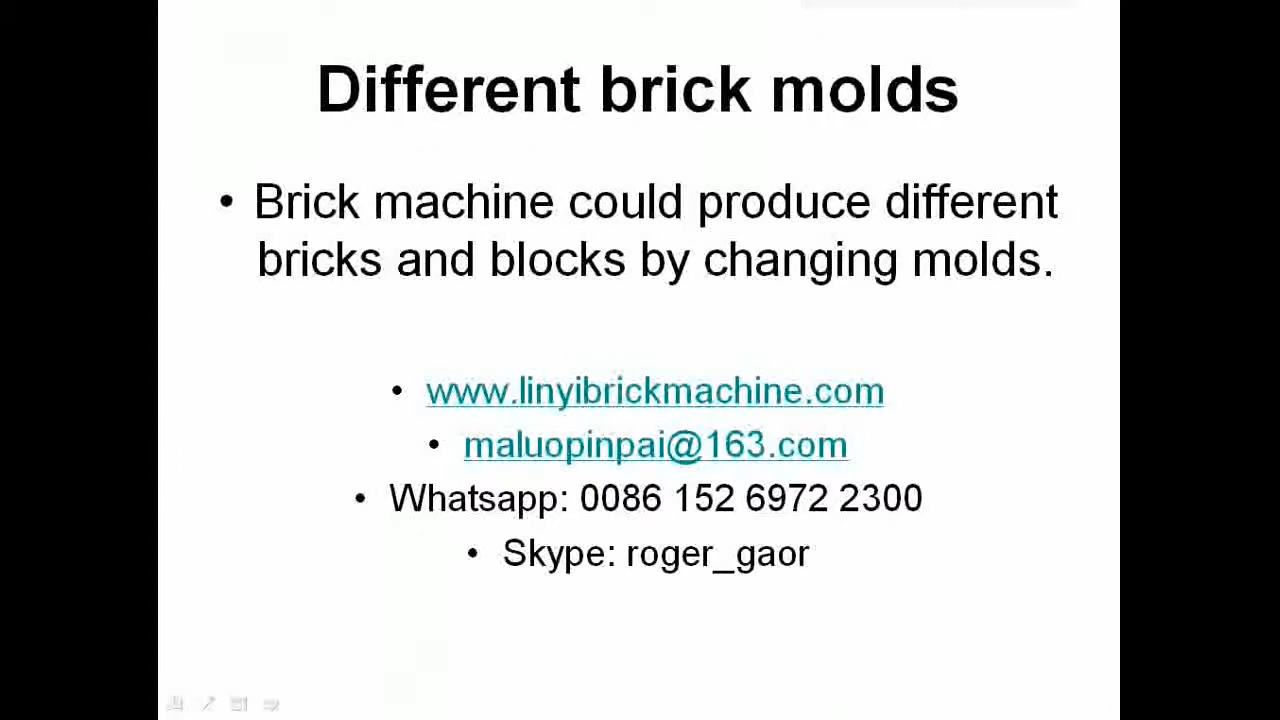 Different brick molds
• Brick machine could produce different
bricks and blocks by changing molds.
• www.linyibrickmachine.com
• maluopinpai@163.com
• Whatsapp: 0086 152 6972 2300
• Skype: roger_gaor